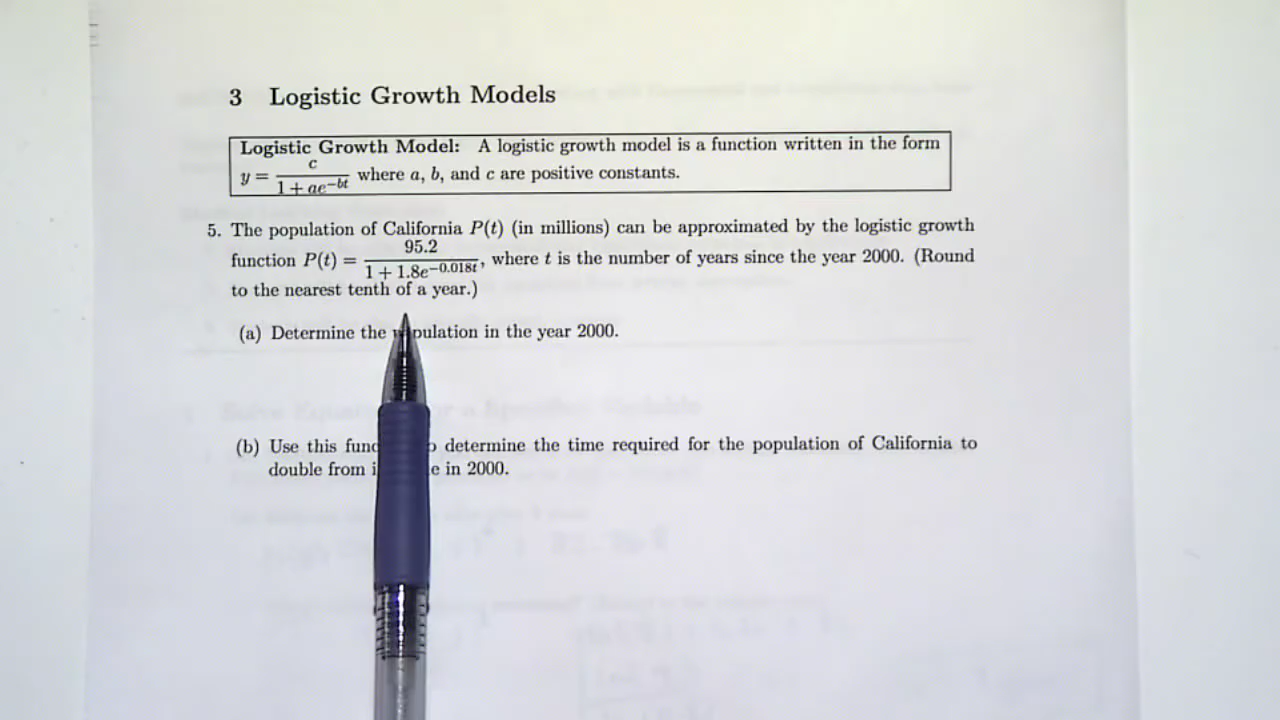 3 Logistic Growth Models
Logistic Growth Model: A logistic growth model is a function written in the form
y = c / (1 + ae^{-bt}) where a, b, and c are positive constants.
5. The population of California P(t) (in millions) can be approximated by the logistic growth
function P(t) = 95.2 / (1 + 1.8e^{-0.018t}), where t is the number of years since the year 2000. (Round
to the nearest tenth of a year.)
(a) Determine the population in the year 2000.
(b) Use this func determine the time required for the population of California to
double from e in 2000.